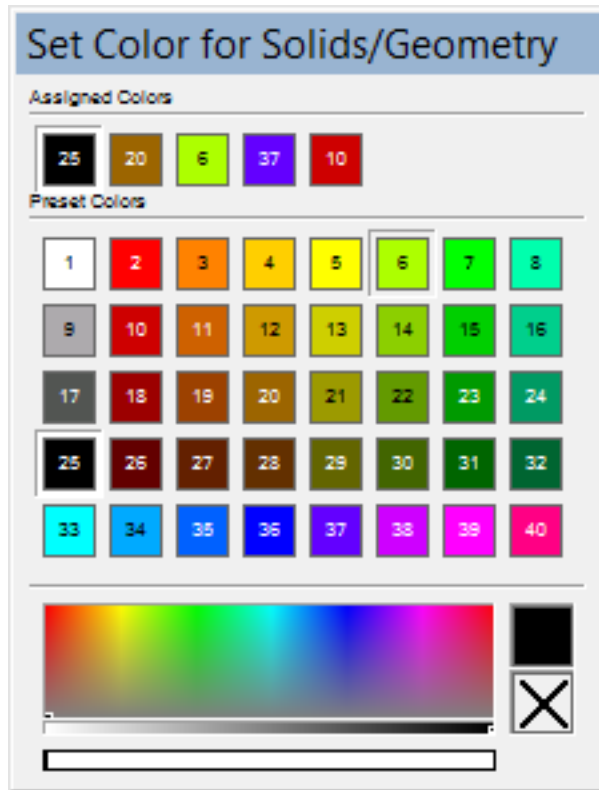 Set Color for Solids/Geometry
Assigned Colors
25 20 6 37 10
Preset Colors
1 2 3 4 5 6 7 8
9 10 11 12 13 14 15 16
17 18 19 20 21 22 23 24
25 26 27 28 29 30 31 32
33 34 35 36 37 38 39 40